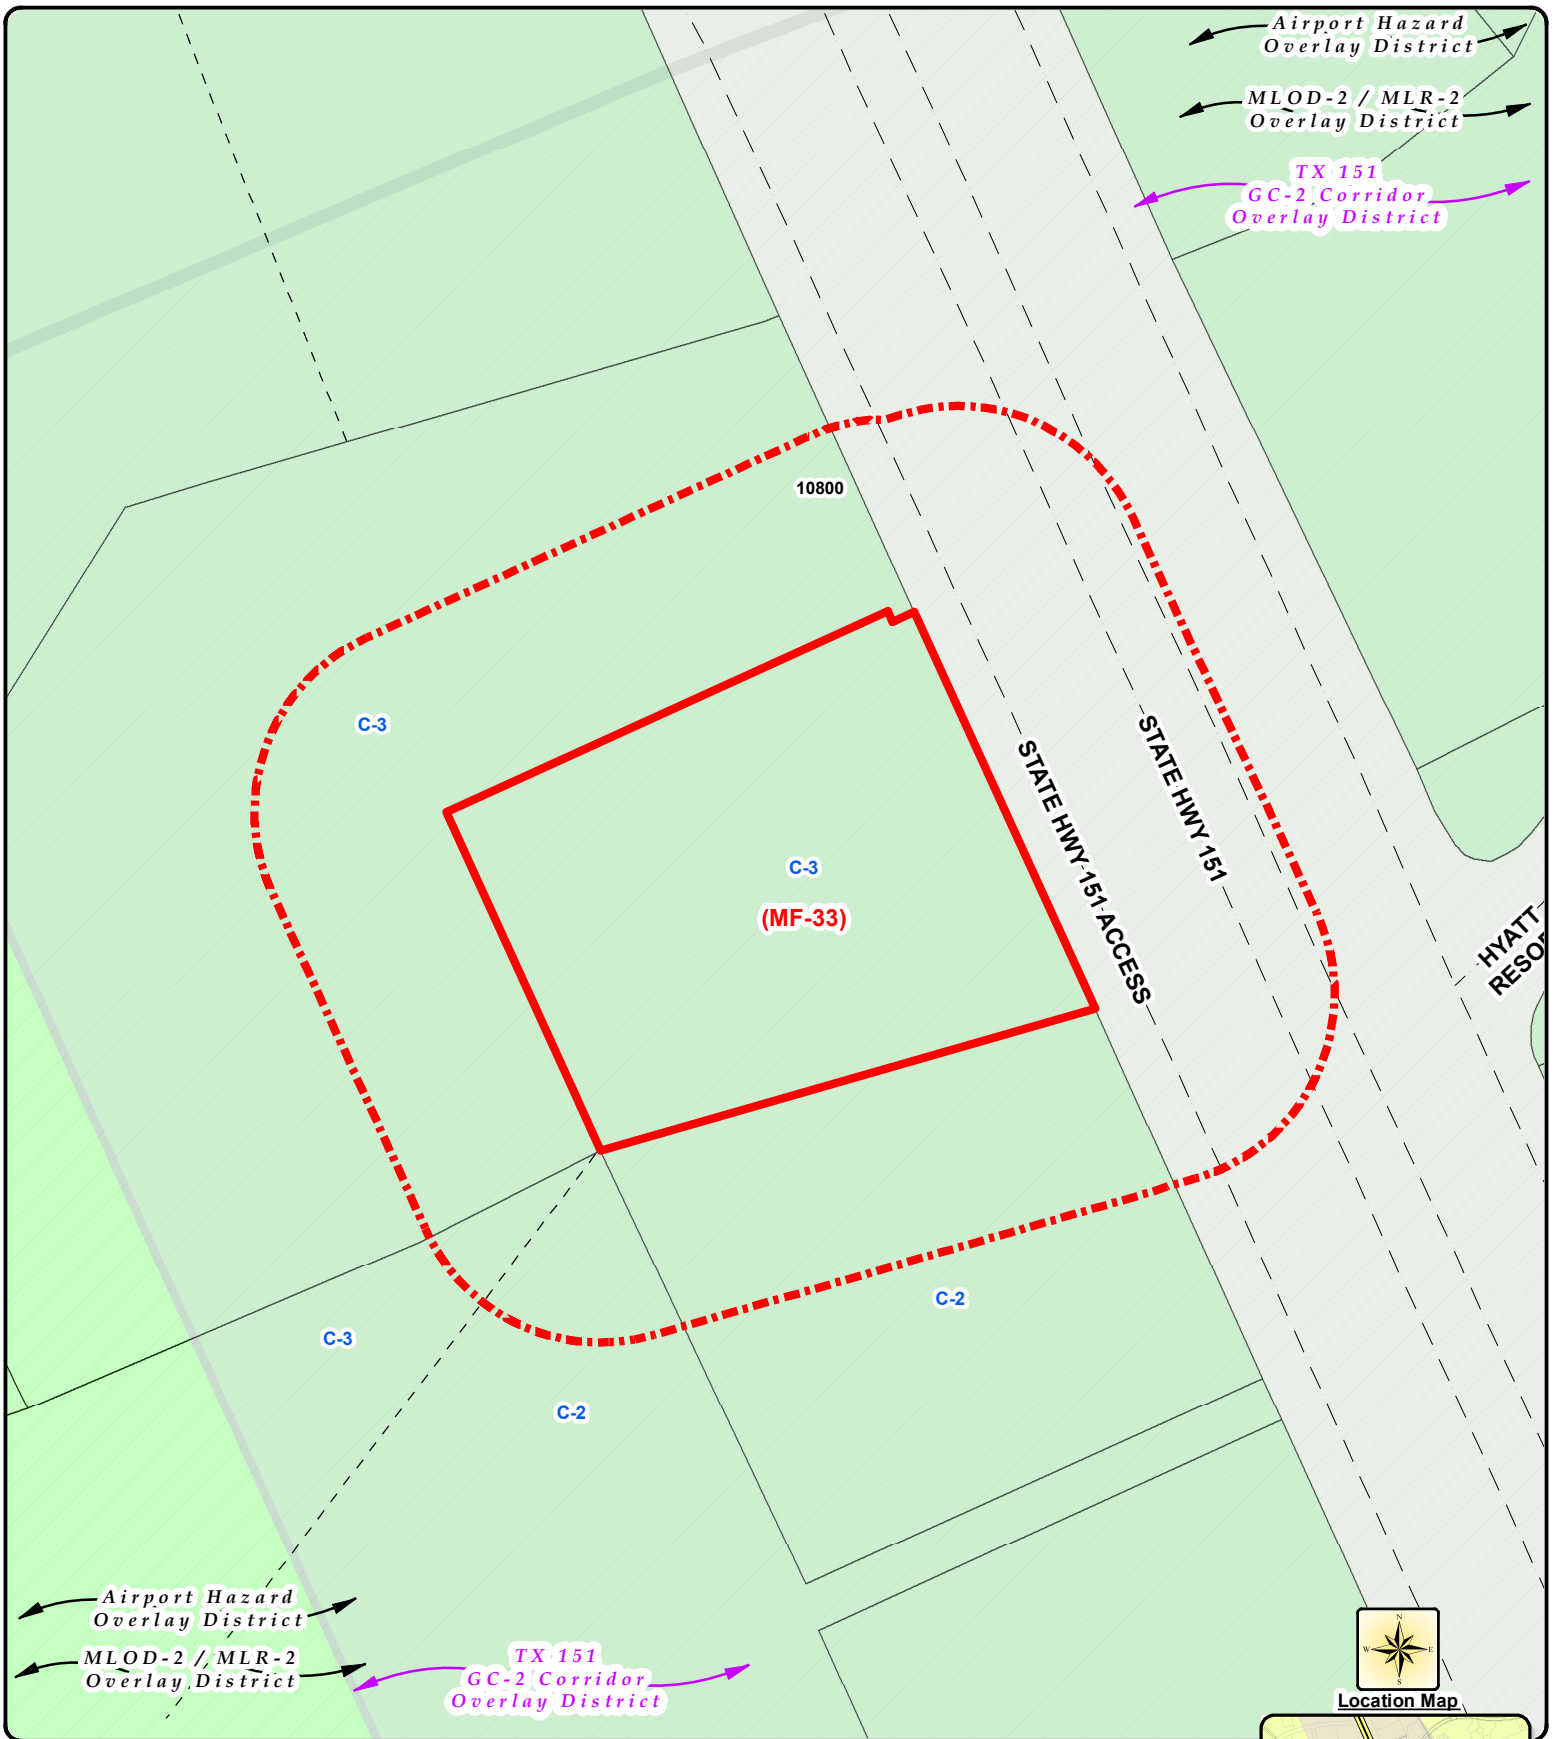 Airport Hazard
Overlay District
MLOD-2 / MLR-2
Overlay District
TX 151
GC-2 Corridor
Overlay District
10800
C-3
STATE HWY 151 ACCESS
STATE HWY 151
C-3
(MF-33)
HYATT
C-2
C-3
C-2
Airport Hazard
Overlay District
MLOD-2 / MLR-2
Overlay District
TX 151
GC-2 Corridor
Overlay District
N
W
E
S
Location Map